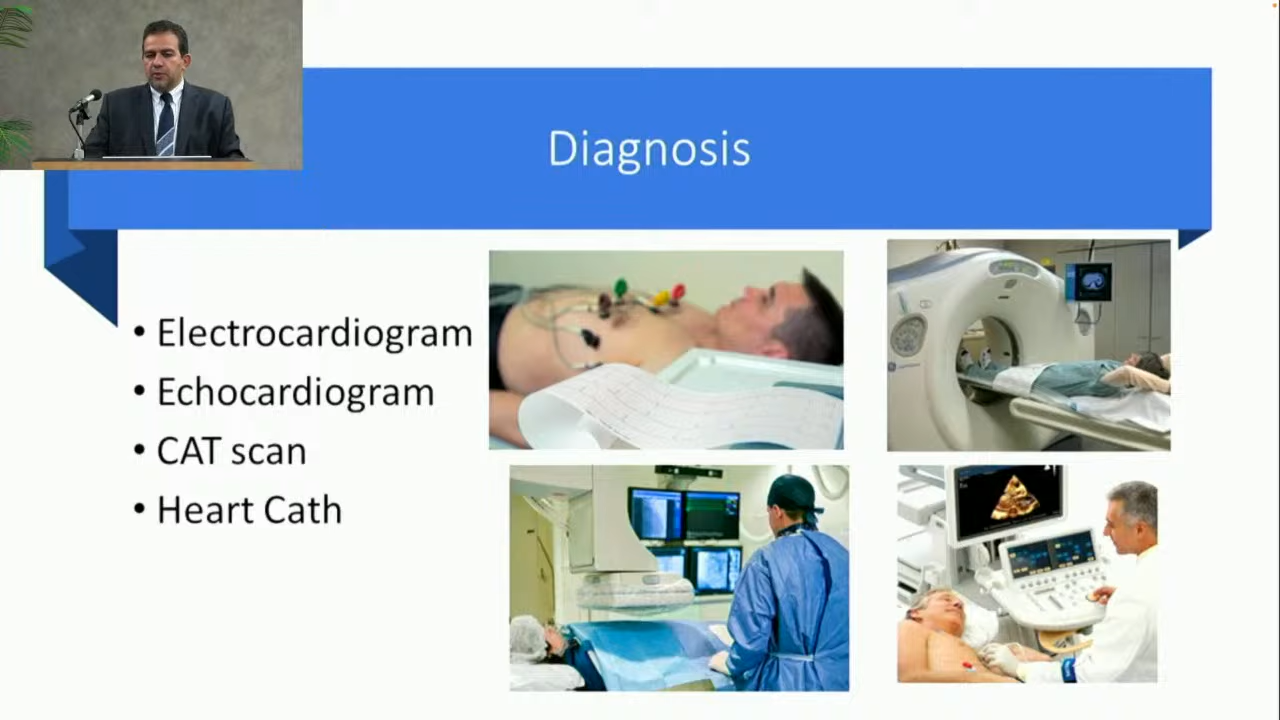 Diagnosis
• Electrocardiogram
• Echocardiogram
• CAT scan
• Heart Cath